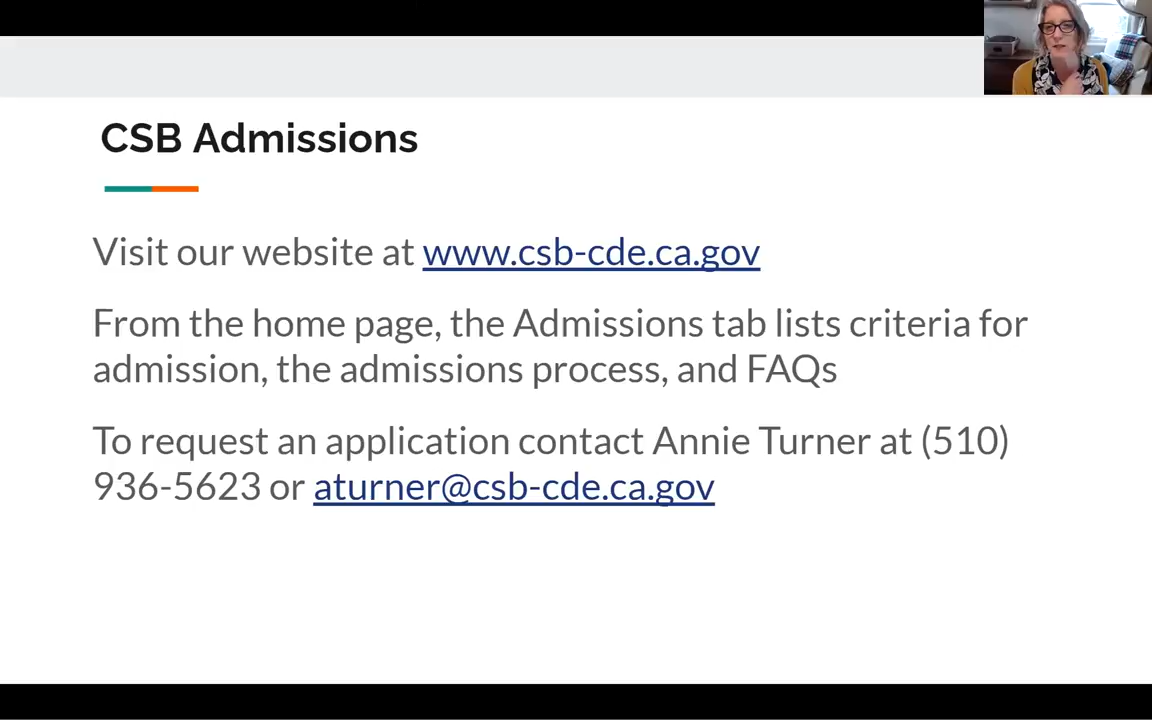 CSB Admissions
Visit our website at www.csb-cde.ca.gov
From the home page, the Admissions tab lists criteria for
admission, the admissions process, and FAQs
To request an application contact Annie Turner at (510)
936-5623 or aturner@csb-cde.ca.gov